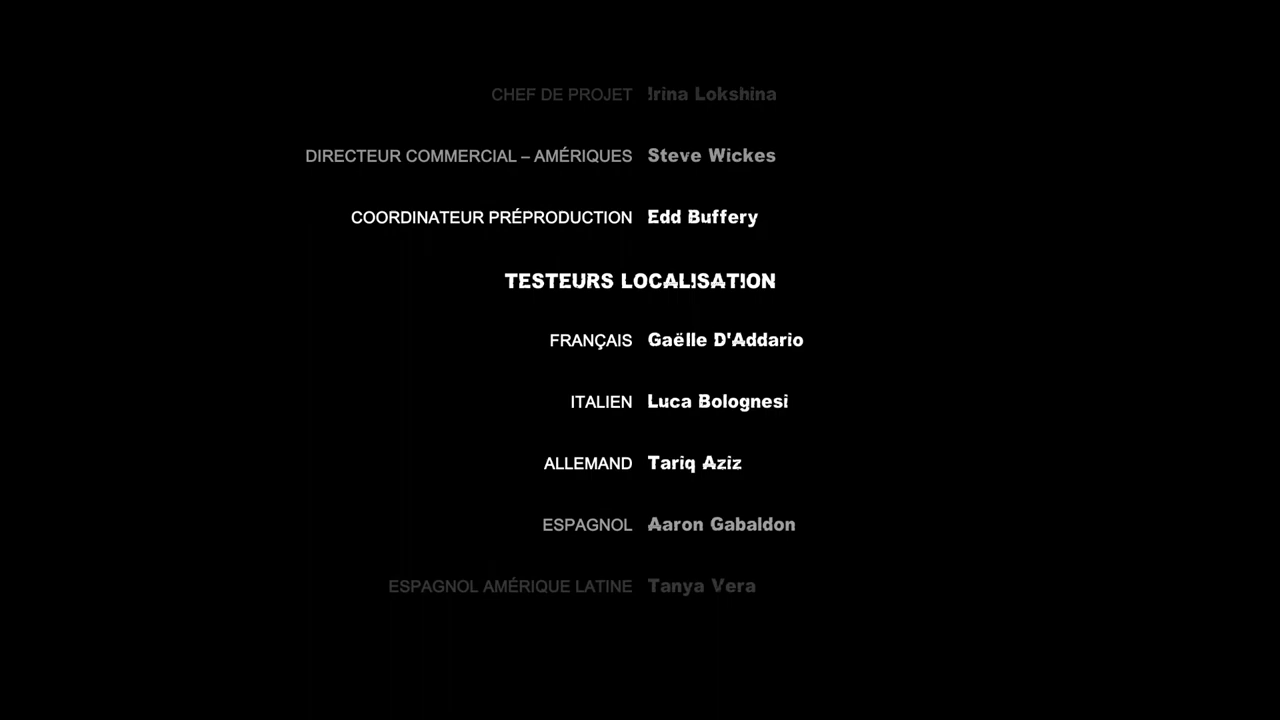 CHEF DE PROJET Irina Lokshina
DIRECTEUR COMMERCIAL – AMÉRIQUES Steve Wickes
COORDINATEUR PRÉPRODUCTION Edd Buffery
TESTEURS LOCALISATION
FRANÇAIS Gaëlle D'Addario
ITALIEN Luca Bolognesi
ALLEMAND Tariq Aziz
ESPAGNOL Aaron Gabaldon
ESPAGNOL AMÉRIQUE LATINE Tanya Vera